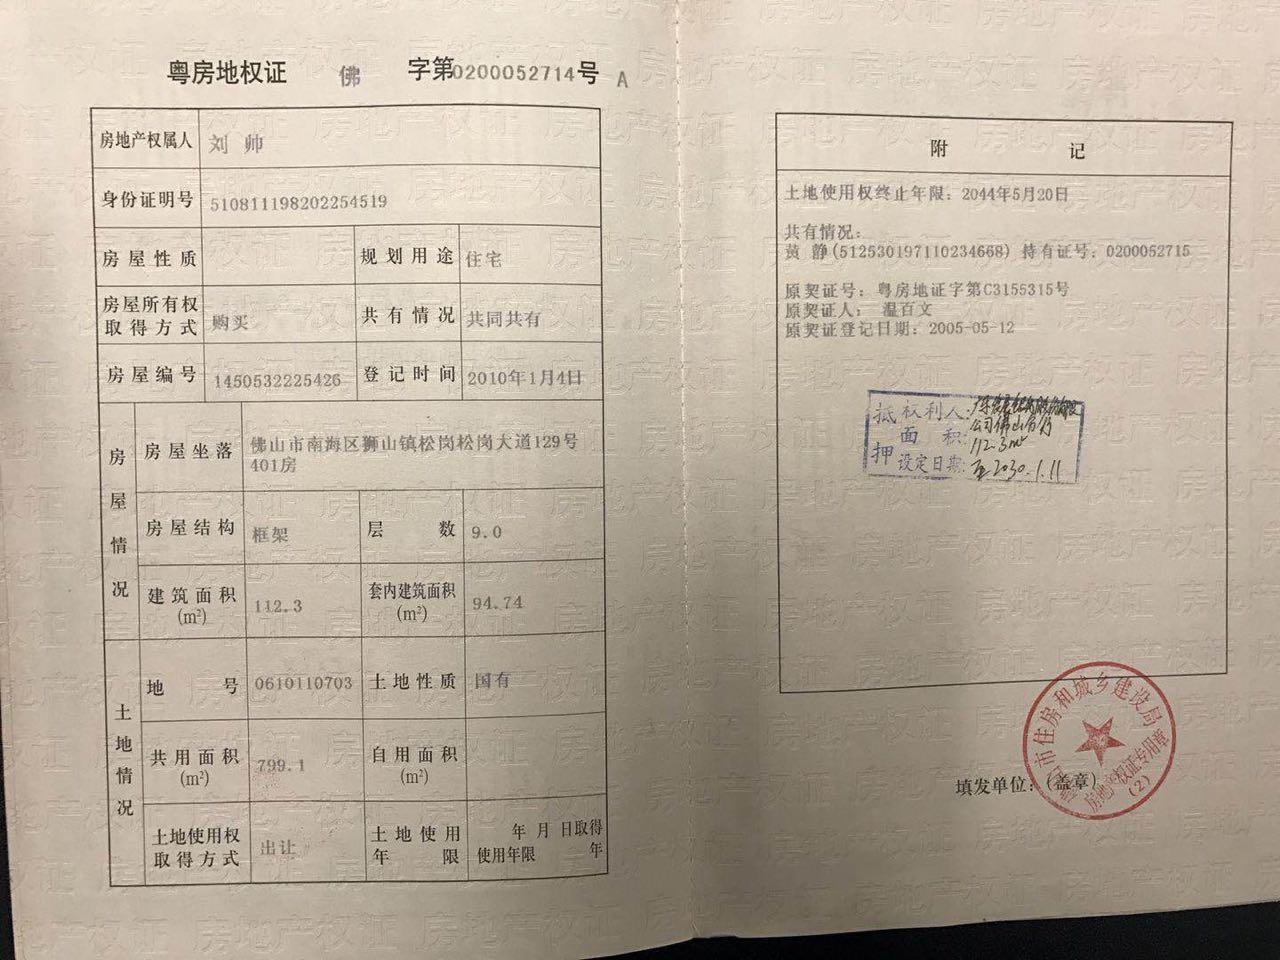 粤房地权证 佛 字第0200052714号 A
房地产权属人 刘 帅
身份证明号 510811198202254519
房屋性质 规划用途 住宅
房屋所有权取得方式 购买 共有情况 共同共有
房屋编号 1450532225426 登记时间 2010年1月4日
房屋情况
房屋坐落 佛山市南海区狮山镇松岗松岗大道129号
401房
房屋结构 框架 层数 9.0
建筑面积(m²) 112.3 套内建筑面积(m²) 94.74
土地情况
地号 0610110703 土地性质 国有
共用面积(m²) 799.1 自用面积(m²)
土地使用权取得方式 出让 土地使用年限 年 月 日取得
使用年限 年
附 记
土地使用权终止年限：2044年5月20日
共有情况：
黄 静(512530197110234668) 持有证号：0200052715
原契证号：粤房地证字第C3155315号
原契证人：温百文
原契证登记日期：2005-05-12
抵押
权利人：
公司佛山分行
面积：112.3m²
设定日期：至2030.1.11
填发单位：(盖章)
山市住房和城乡建设局
房地产权证专用章
(2)